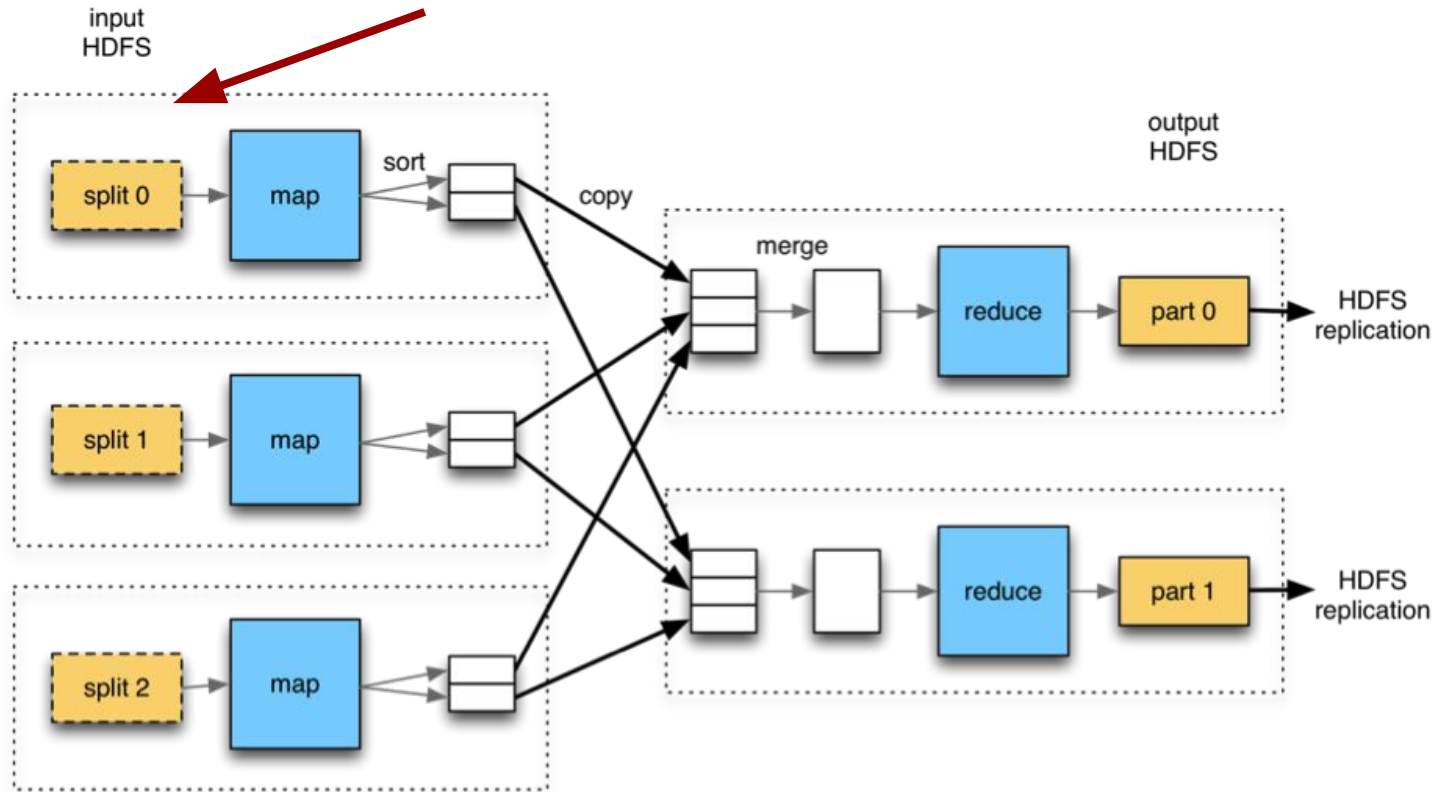 input
HDFS
split 0
map
sort
copy
split 1
map
split 2
map
output
HDFS
merge
reduce
part 0
HDFS
replication
reduce
part 1
HDFS
replication